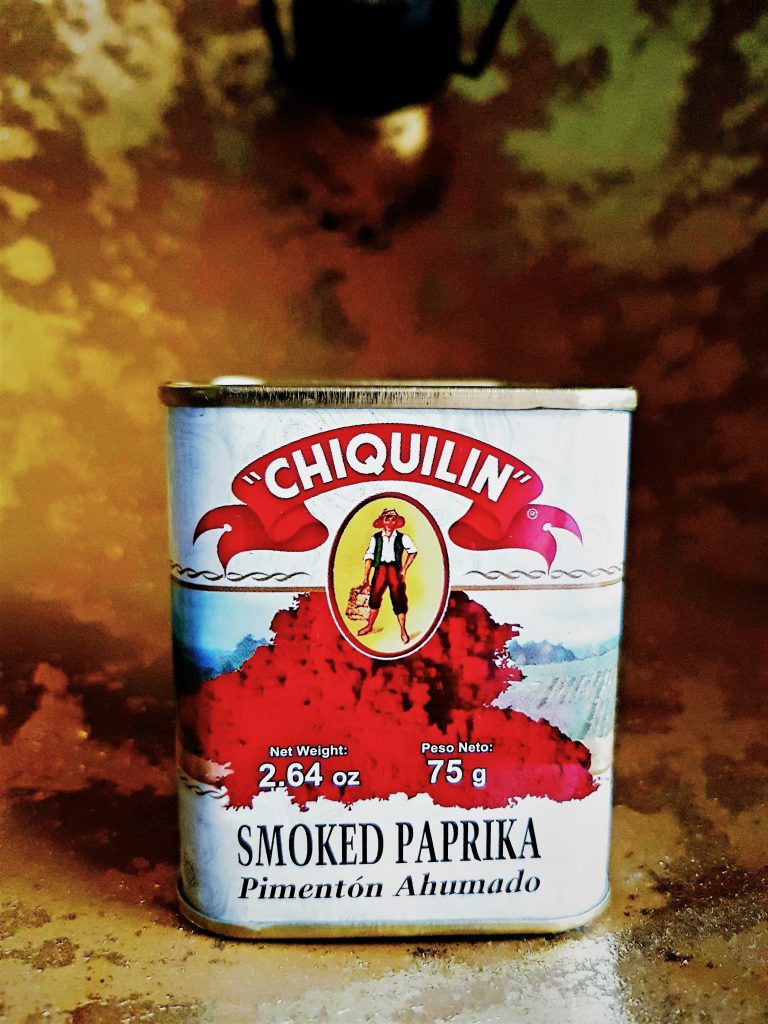 "CHIQUILIN"
®
Net Weight:
2.64 oz
Peso Neto:
75 g
SMOKED PAPRIKA
Pimentón Ahumado